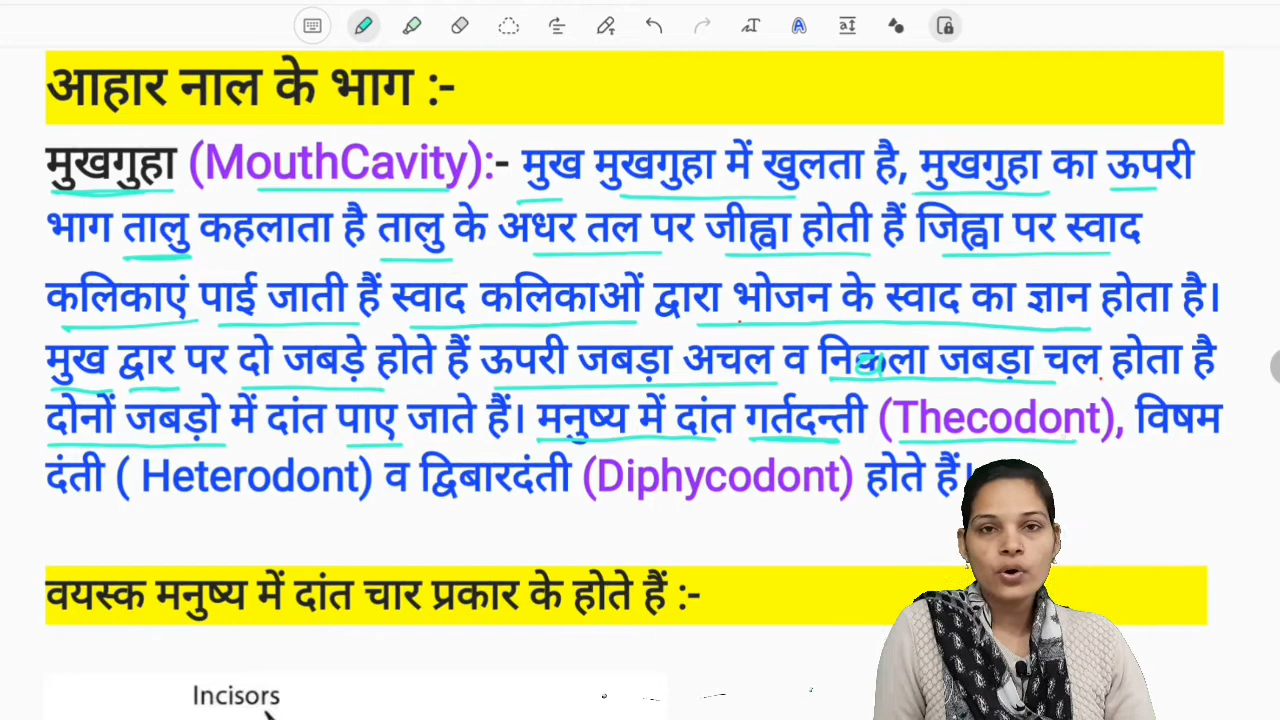 आहार नाल के भाग :-
मुखगुहा (MouthCavity):- मुख मुखगुहा में खुलता है, मुखगुहा का ऊपरी
भाग तालु कहलाता है तालु के अधर तल पर जीह्वा होती हैं जिह्वा पर स्वाद
कलिकाएं पाई जाती हैं स्वाद कलिकाओं द्वारा भोजन के स्वाद का ज्ञान होता है।
मुख द्वार पर दो जबड़े होते हैं ऊपरी जबड़ा अचल व निचला जबड़ा चल होता है
दोनों जबड़ो में दांत पाए जाते हैं। मनुष्य में दांत गर्तदन्ती (Thecodont), विषम
दंती ( Heterodont) व द्विबारदंती (Diphycodont) होते हैं।
वयस्क मनुष्य में दांत चार प्रकार के होते हैं :-
Incisors